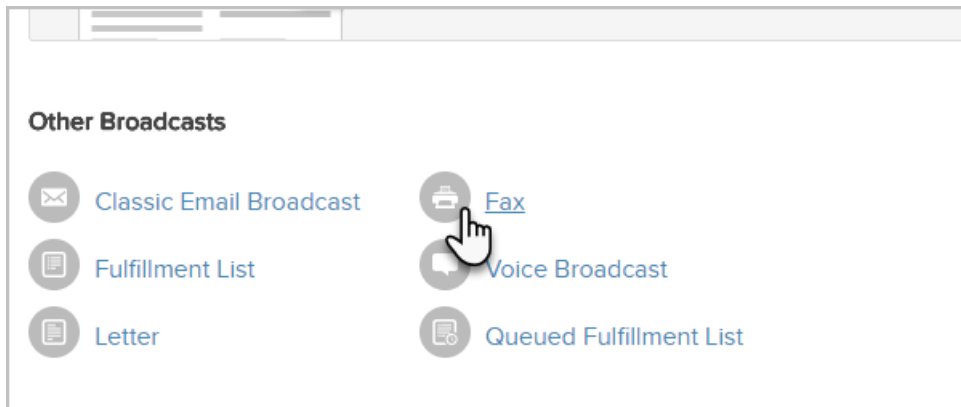 Other Broadcasts
Classic Email Broadcast
Fax
Fulfillment List
Voice Broadcast
Letter
Queued Fulfillment List